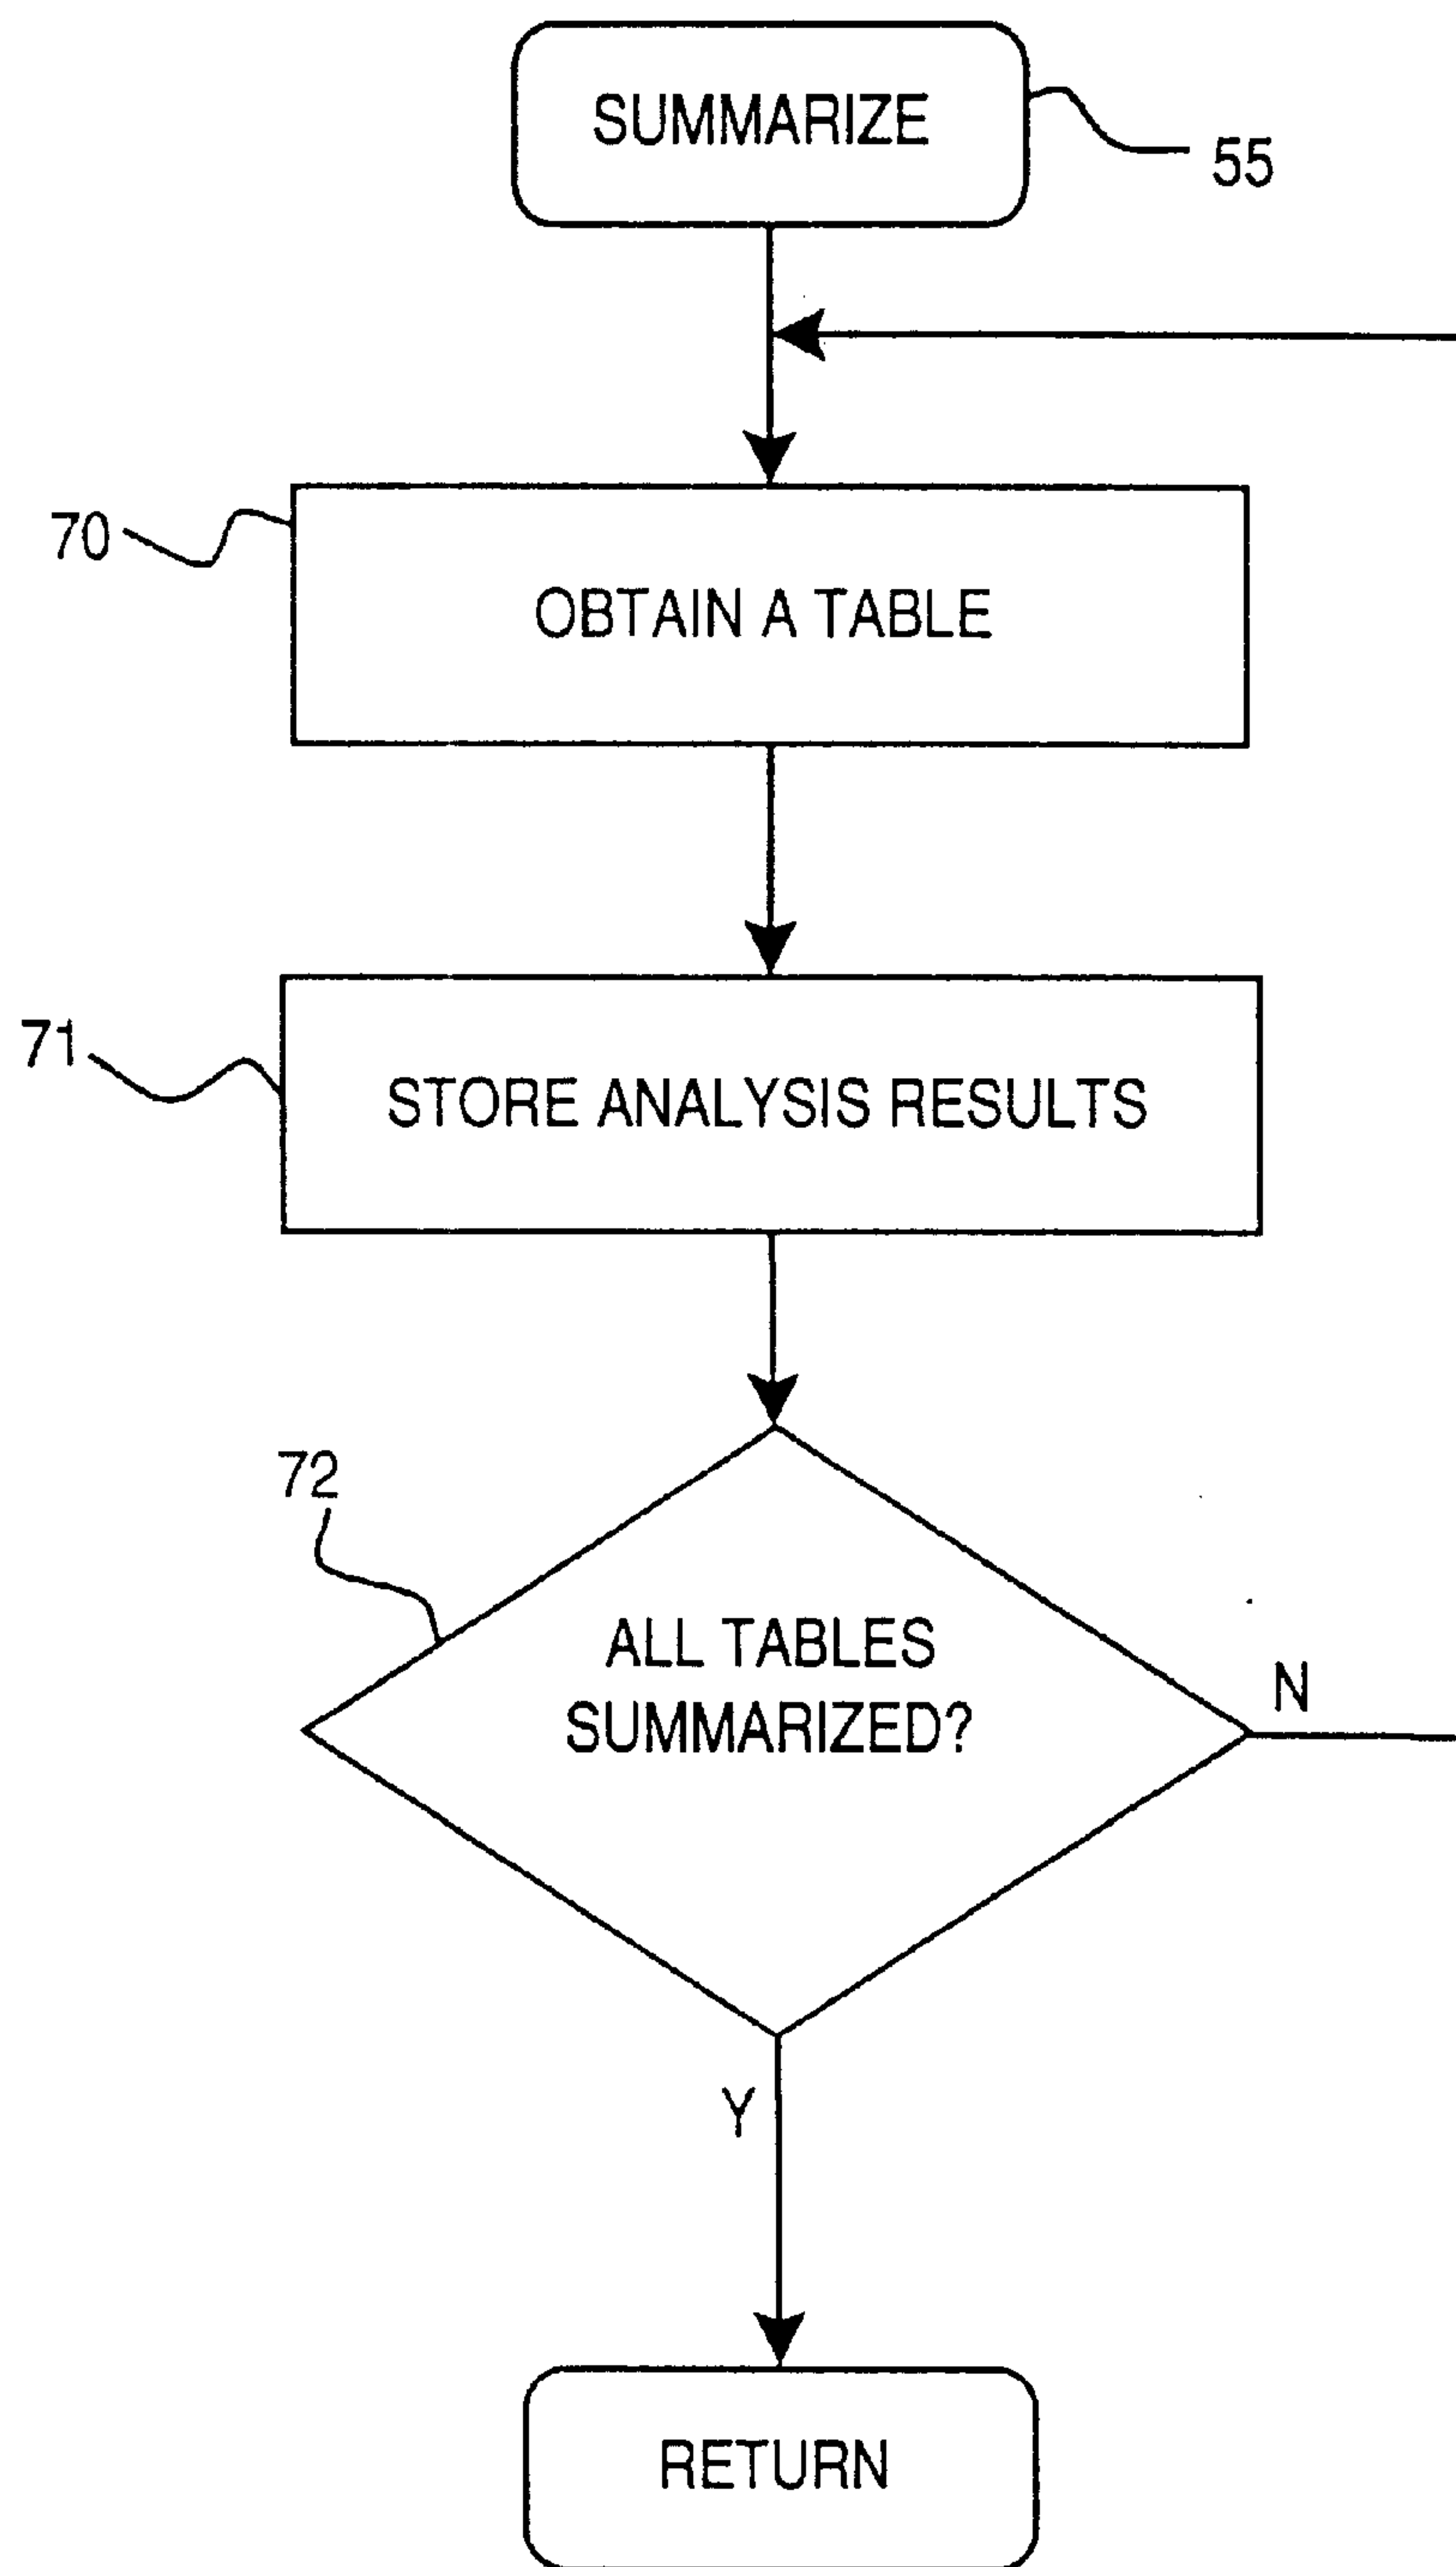 SUMMARIZE
55
70
OBTAIN A TABLE
71
STORE ANALYSIS RESULTS
72
ALL TABLES
SUMMARIZED?
N
Y
RETURN